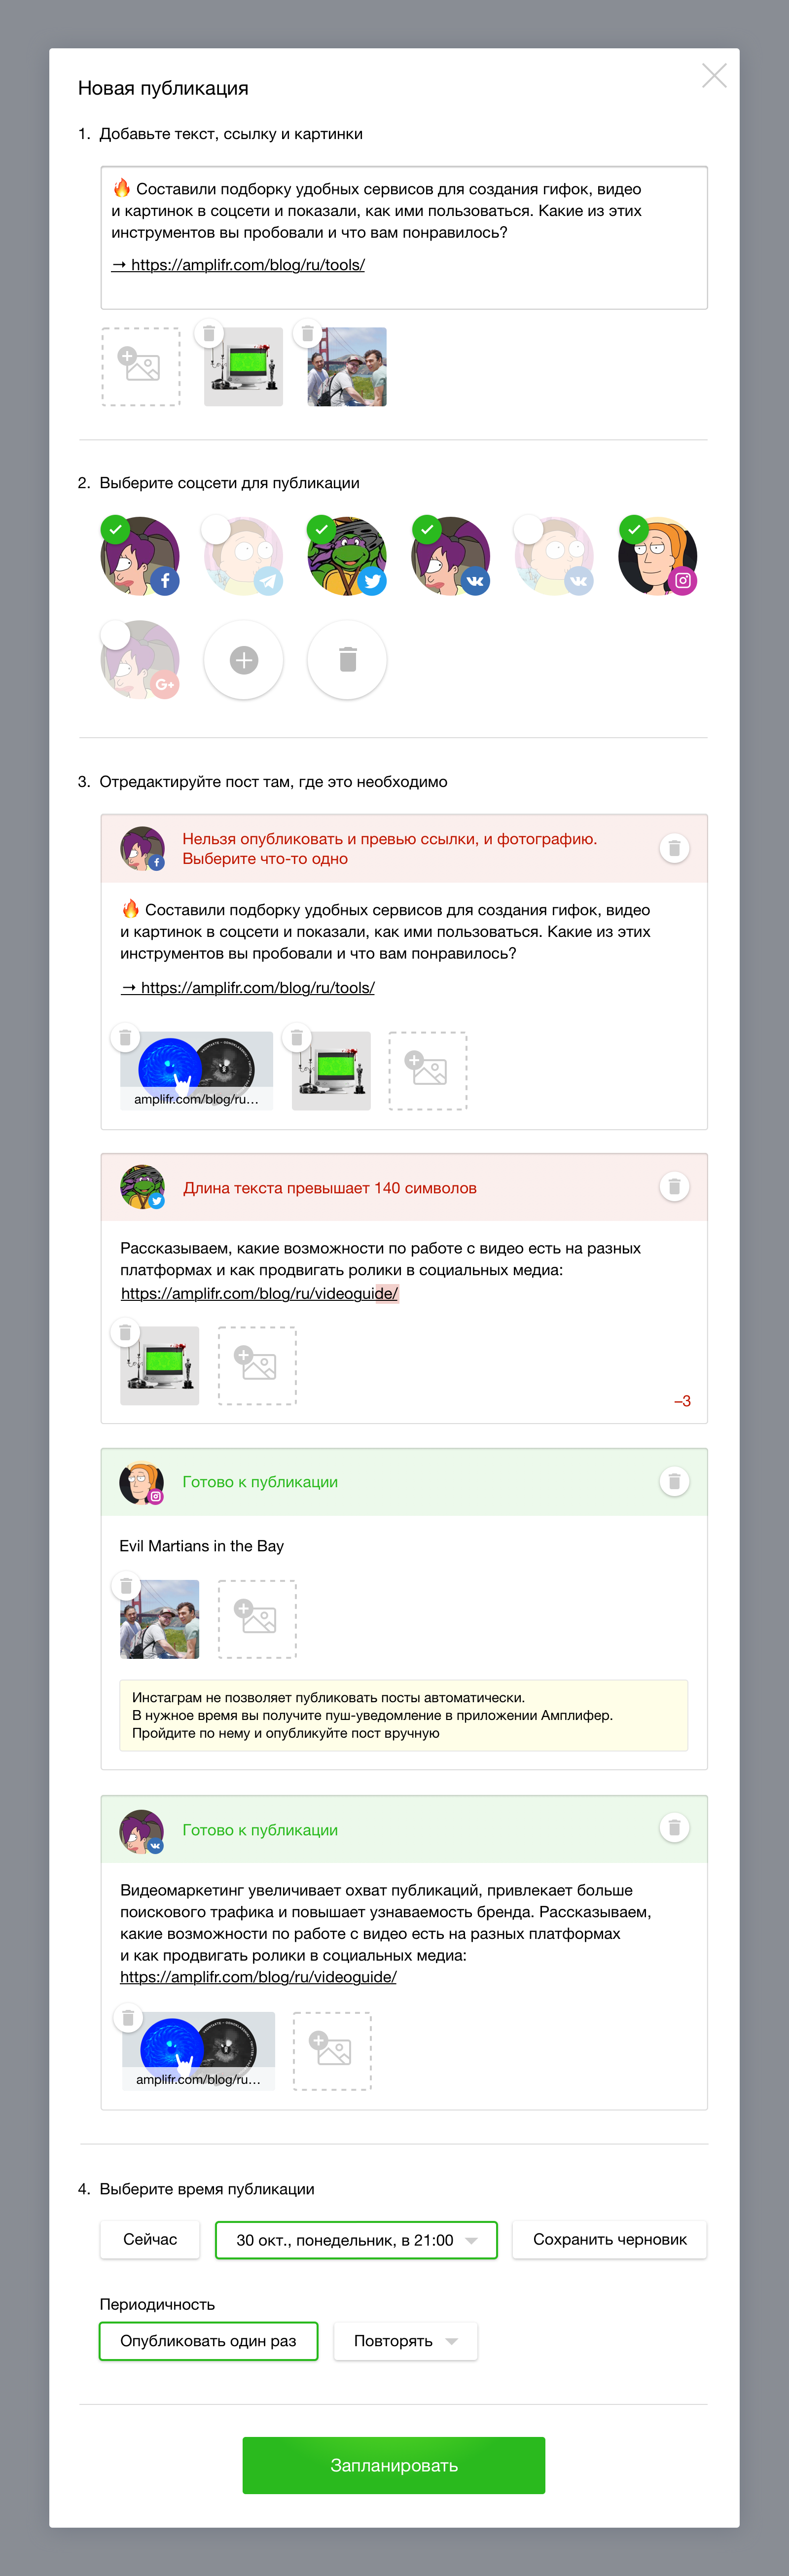 Новая публикация
1. Добавьте текст, ссылку и картинки
🔥 Составили подборку удобных сервисов для создания гифок, видео
и картинок в соцсети и показали, как ими пользоваться. Какие из этих
инструментов вы пробовали и что вам понравилось?
→ https://amplifr.com/blog/ru/tools/
2. Выберите соцсети для публикации
3. Отредактируйте пост там, где это необходимо
Нельзя опубликовать и превью ссылки, и фотографию.
Выберите что-то одно
🔥 Составили подборку удобных сервисов для создания гифок, видео
и картинок в соцсети и показали, как ими пользоваться. Какие из этих
инструментов вы пробовали и что вам понравилось?
→ https://amplifr.com/blog/ru/tools/
amplifr.com/blog/ru…
Длина текста превышает 140 символов
Рассказываем, какие возможности по работе с видео есть на разных
платформах и как продвигать ролики в социальных медиа:
https://amplifr.com/blog/ru/videoguide/
–3
Готово к публикации
Evil Martians in the Bay
Инстаграм не позволяет публиковать посты автоматически.
В нужное время вы получите пуш-уведомление в приложении Амплифер.
Пройдите по нему и опубликуйте пост вручную
Готово к публикации
Видеомаркетинг увеличивает охват публикаций, привлекает больше
поискового трафика и повышает узнаваемость бренда. Рассказываем,
какие возможности по работе с видео есть на разных платформах
и как продвигать ролики в социальных медиа:
https://amplifr.com/blog/ru/videoguide/
amplifr.com/blog/ru…
4. Выберите время публикации
Сейчас
30 окт., понедельник, в 21:00
Сохранить черновик
Периодичность
Опубликовать один раз
Повторять
Запланировать